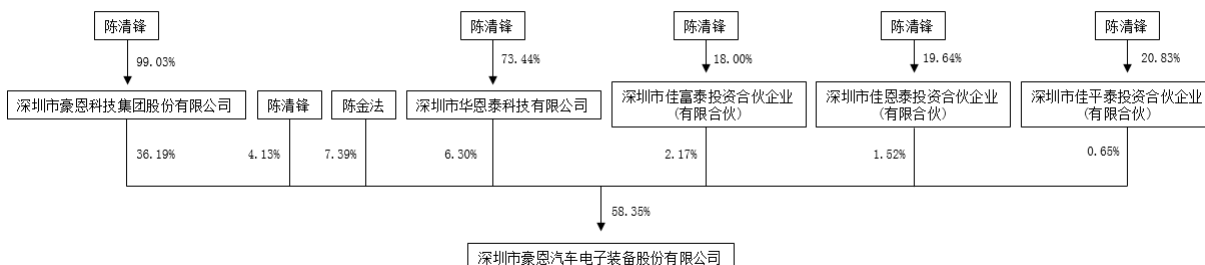 陈清锋
陈清锋
陈清锋
陈清锋
陈清锋
99.03%
73.44%
18.00%
19.64%
20.83%
深圳市豪恩科技集团股份有限公司
陈清锋
陈金法
深圳市华恩泰科技有限公司
深圳市佳富泰投资合伙企业
(有限合伙)
深圳市佳恩泰投资合伙企业
(有限合伙)
深圳市佳平泰投资合伙企业
(有限合伙)
36.19%
4.13%
7.39%
6.30%
2.17%
1.52%
0.65%
58.35%
深圳市豪恩汽车电子装备股份有限公司